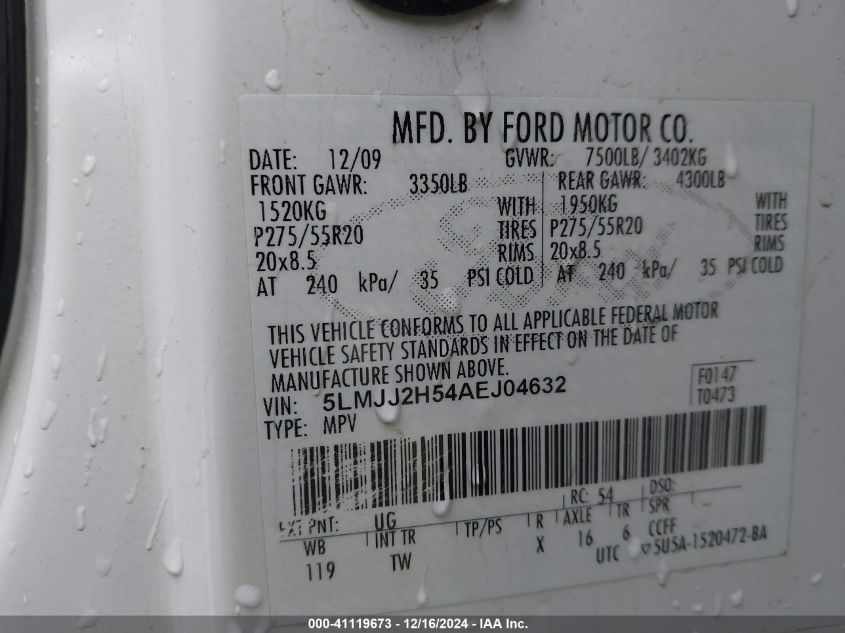 MFD. BY FORD MOTOR CO.
DATE: 12/09 GVWR: 7500LB/ 3402KG
FRONT GAWR: 3350LB REAR GAWR: 4300LB
1520KG WITH 1950KG WITH
P275/55R20 TIRES P275/55R20 TIRES
20x8.5 RIMS 20x8.5 RIMS
AT 240 kPa/ 35 PSI COLD AT 240 kPa/ 35 PSI COLD
THIS VEHICLE CONFORMS TO ALL APPLICABLE FEDERAL MOTOR
VEHICLE SAFETY STANDARDS IN EFFECT ON THE DATE OF
MANUFACTURE SHOWN ABOVE.
VIN: 5LMJJ2H54AEJ04632 F0147
TYPE: MPV T0473
EXT PNT: UG RC: 54 DSO:
WB INT TR TP/PS R AXLE TR SPR
119 TW X 16 6 CCFF
UTC ▽5U5A-1520472-BA
000-41119673 - 12/16/2024 - IAAI Inc.